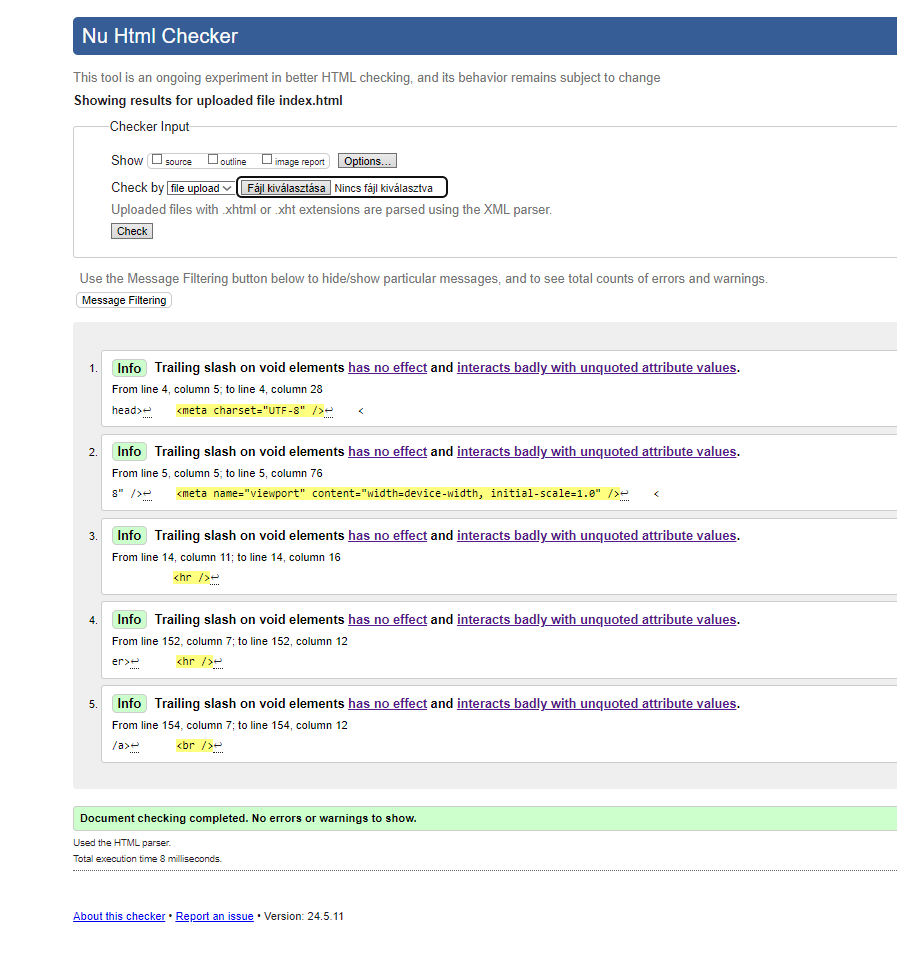 Nu Html Checker
This tool is an ongoing experiment in better HTML checking, and its behavior remains subject to change
Showing results for uploaded file index.html
Checker Input
Show source outline image report Options...
Check by file upload Fájl kiválasztása Nincs fájl kiválasztva
Uploaded files with .xhtml or .xht extensions are parsed using the XML parser.
Check
Use the Message Filtering button below to hide/show particular messages, and to see total counts of errors and warnings.
Message Filtering
1. Info Trailing slash on void elements has no effect and interacts badly with unquoted attribute values.
From line 4, column 5; to line 4, column 28
head>↩ <meta charset="UTF-8" />↩ <
2. Info Trailing slash on void elements has no effect and interacts badly with unquoted attribute values.
From line 5, column 5; to line 5, column 76
8" />↩ <meta name="viewport" content="width=device-width, initial-scale=1.0" />↩ <
3. Info Trailing slash on void elements has no effect and interacts badly with unquoted attribute values.
From line 14, column 11; to line 14, column 16
<hr />↩
4. Info Trailing slash on void elements has no effect and interacts badly with unquoted attribute values.
From line 152, column 7; to line 152, column 12
er>↩ <hr />↩
5. Info Trailing slash on void elements has no effect and interacts badly with unquoted attribute values.
From line 154, column 7; to line 154, column 12
/a>↩ <br />↩
Document checking completed. No errors or warnings to show.
Used the HTML parser.
Total execution time 8 milliseconds.
About this checker • Report an issue • Version: 24.5.11